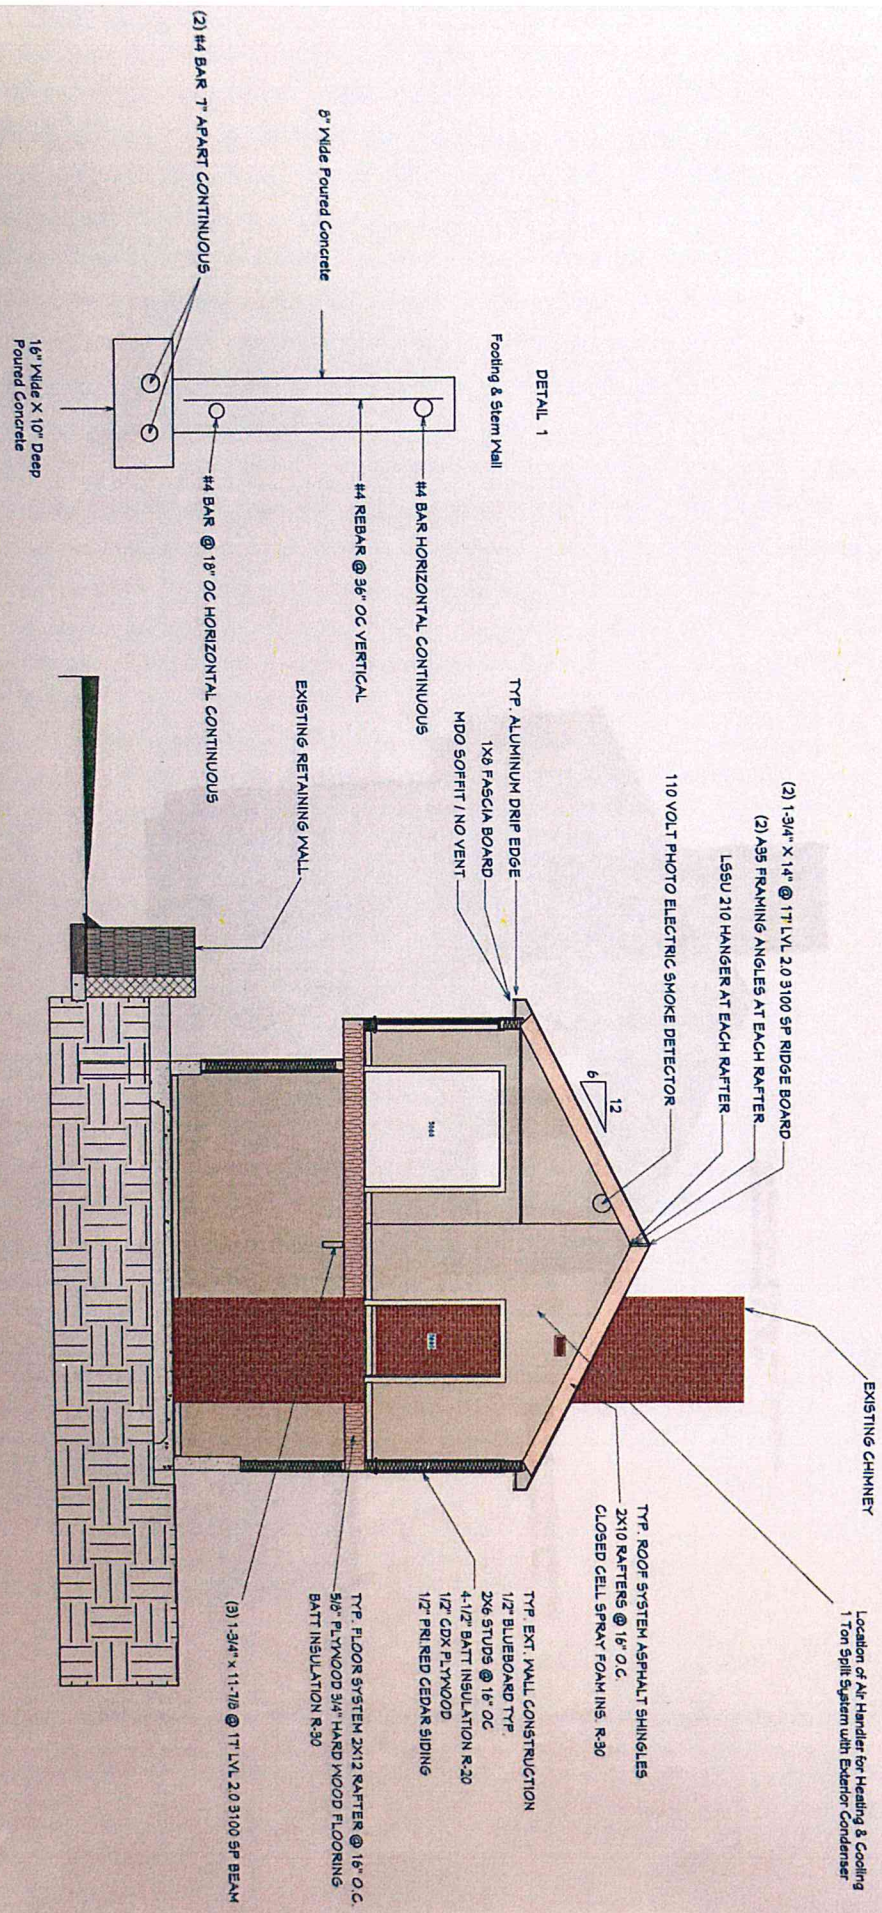 EXISTING CHIMNEY
Location of Air Handler for Heating & Cooling
1 Ton Split System with Exterior Condenser
(2) 1-3/4" X 14" @ 17' LVL 2.0 3100 SP RIDGE BOARD
(2) A35 FRAMING ANGLES AT EACH RAFTER
LSSU 210 HANGER AT EACH RAFTER
110 VOLT PHOTO ELECTRIC SMOKE DETECTOR
12
6
TYP. ROOF SYSTEM ASPHALT SHINGLES
2X10 RAFTERS @ 16" O.C.
CLOSED CELL SPRAY FOAM INS. R-30
TYP. ALUMINUM DRIP EDGE
1X8 FASCIA BOARD
MDO SOFFIT / NO VENT
TYP. EXT. WALL CONSTRUCTION
1/2" BLUEBOARD TYP.
2X6 STUDS @ 16" OC
4-1/2" BATT INSULATION R-20
1/2" CDX PLYWOOD
1/2" PRI.RED CEDAR SIDING
TYP. FLOOR SYSTEM 2X12 RAFTER @ 16" O.C.
5/8" PLYWOOD 3/4" HARD WOOD FLOORING
BATT INSULATION R-30
EXISTING RETAINING WALL
(3) 1-3/4" x 11-7/8 @ 17' LVL 2.0 3100 SP BEAM
DETAIL 1
Footing & Stem Wall
8" Wide Poured Concrete
#4 BAR HORIZONTAL CONTINUOUS
#4 REBAR @ 36" OC VERTICAL
#4 BAR @ 18" OC HORIZONTAL CONTINUOUS
(2) #4 BAR 7" APART CONTINUOUS
16" Wide X 10" Deep
Poured Concrete